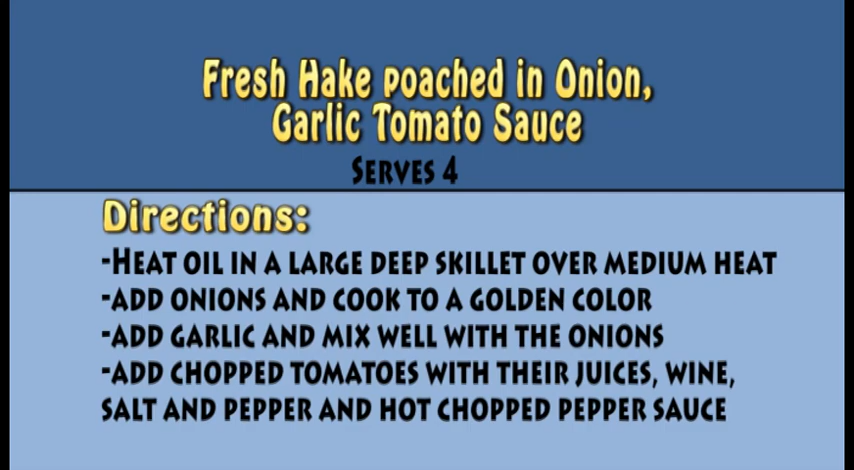 Fresh Hake poached in Onion,
Garlic Tomato Sauce
Serves 4
Directions:
-Heat oil in a large deep skillet over medium heat
-add onions and cook to a golden color
-add garlic and mix well with the onions
-add chopped tomatoes with their juices, wine,
salt and pepper and hot chopped pepper sauce